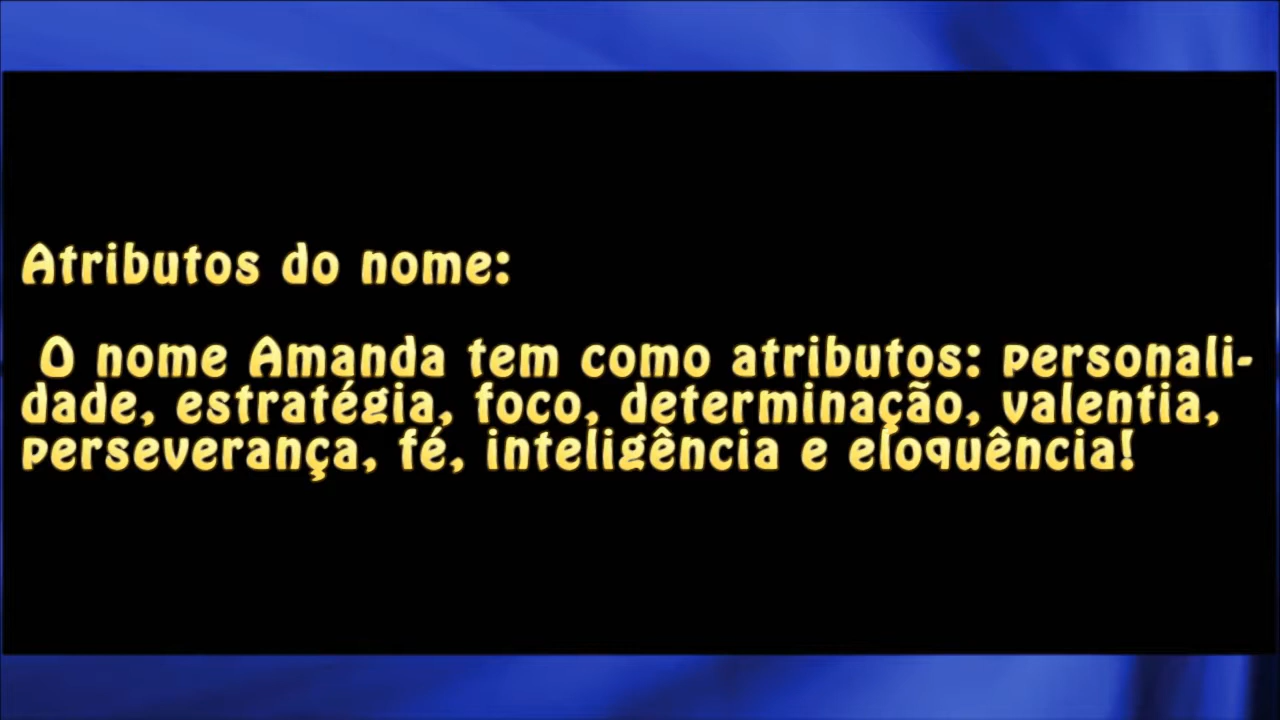 Atributos do nome:
O nome Amanda tem como atributos: personali-
dade, estratégia, foco, determinação, valentia,
perseverança, fé, inteligência e eloquência!